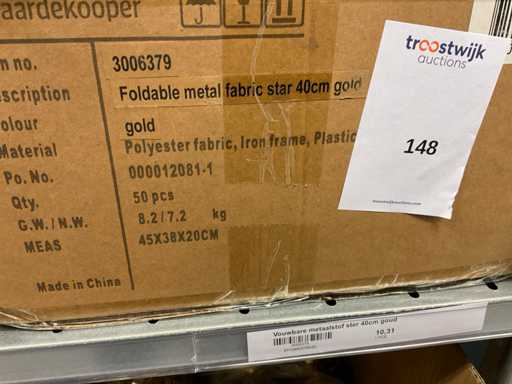 aardekooper
m no. 3006379
escription Foldable metal fabric star 40cm gold
olour gold
Material Polyester fabric, Iron frame, Plastic
Po. No. 000012081-1
Qty. 50 pcs
G.W./N.W. 8.2/7.2 kg
MEAS 45X38X20CM
Made in China
troostwijk
auctions
148
Vouwbare metaalstof ster 40cm goud
10,31